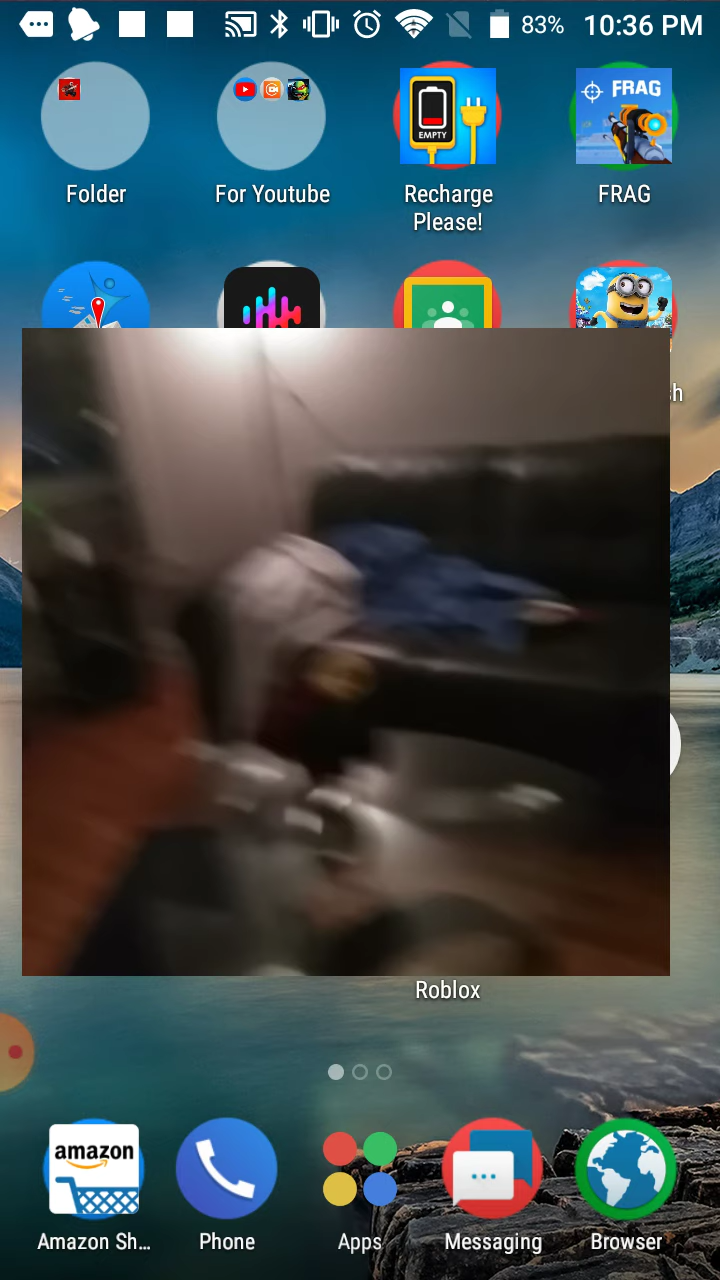 83% 10:36 PM
EMPTY
FRAG
Folder
For Youtube
Recharge
Please!
FRAG
sh
Roblox
amazon
Amazon Sh...
Phone
Apps
Messaging
Browser